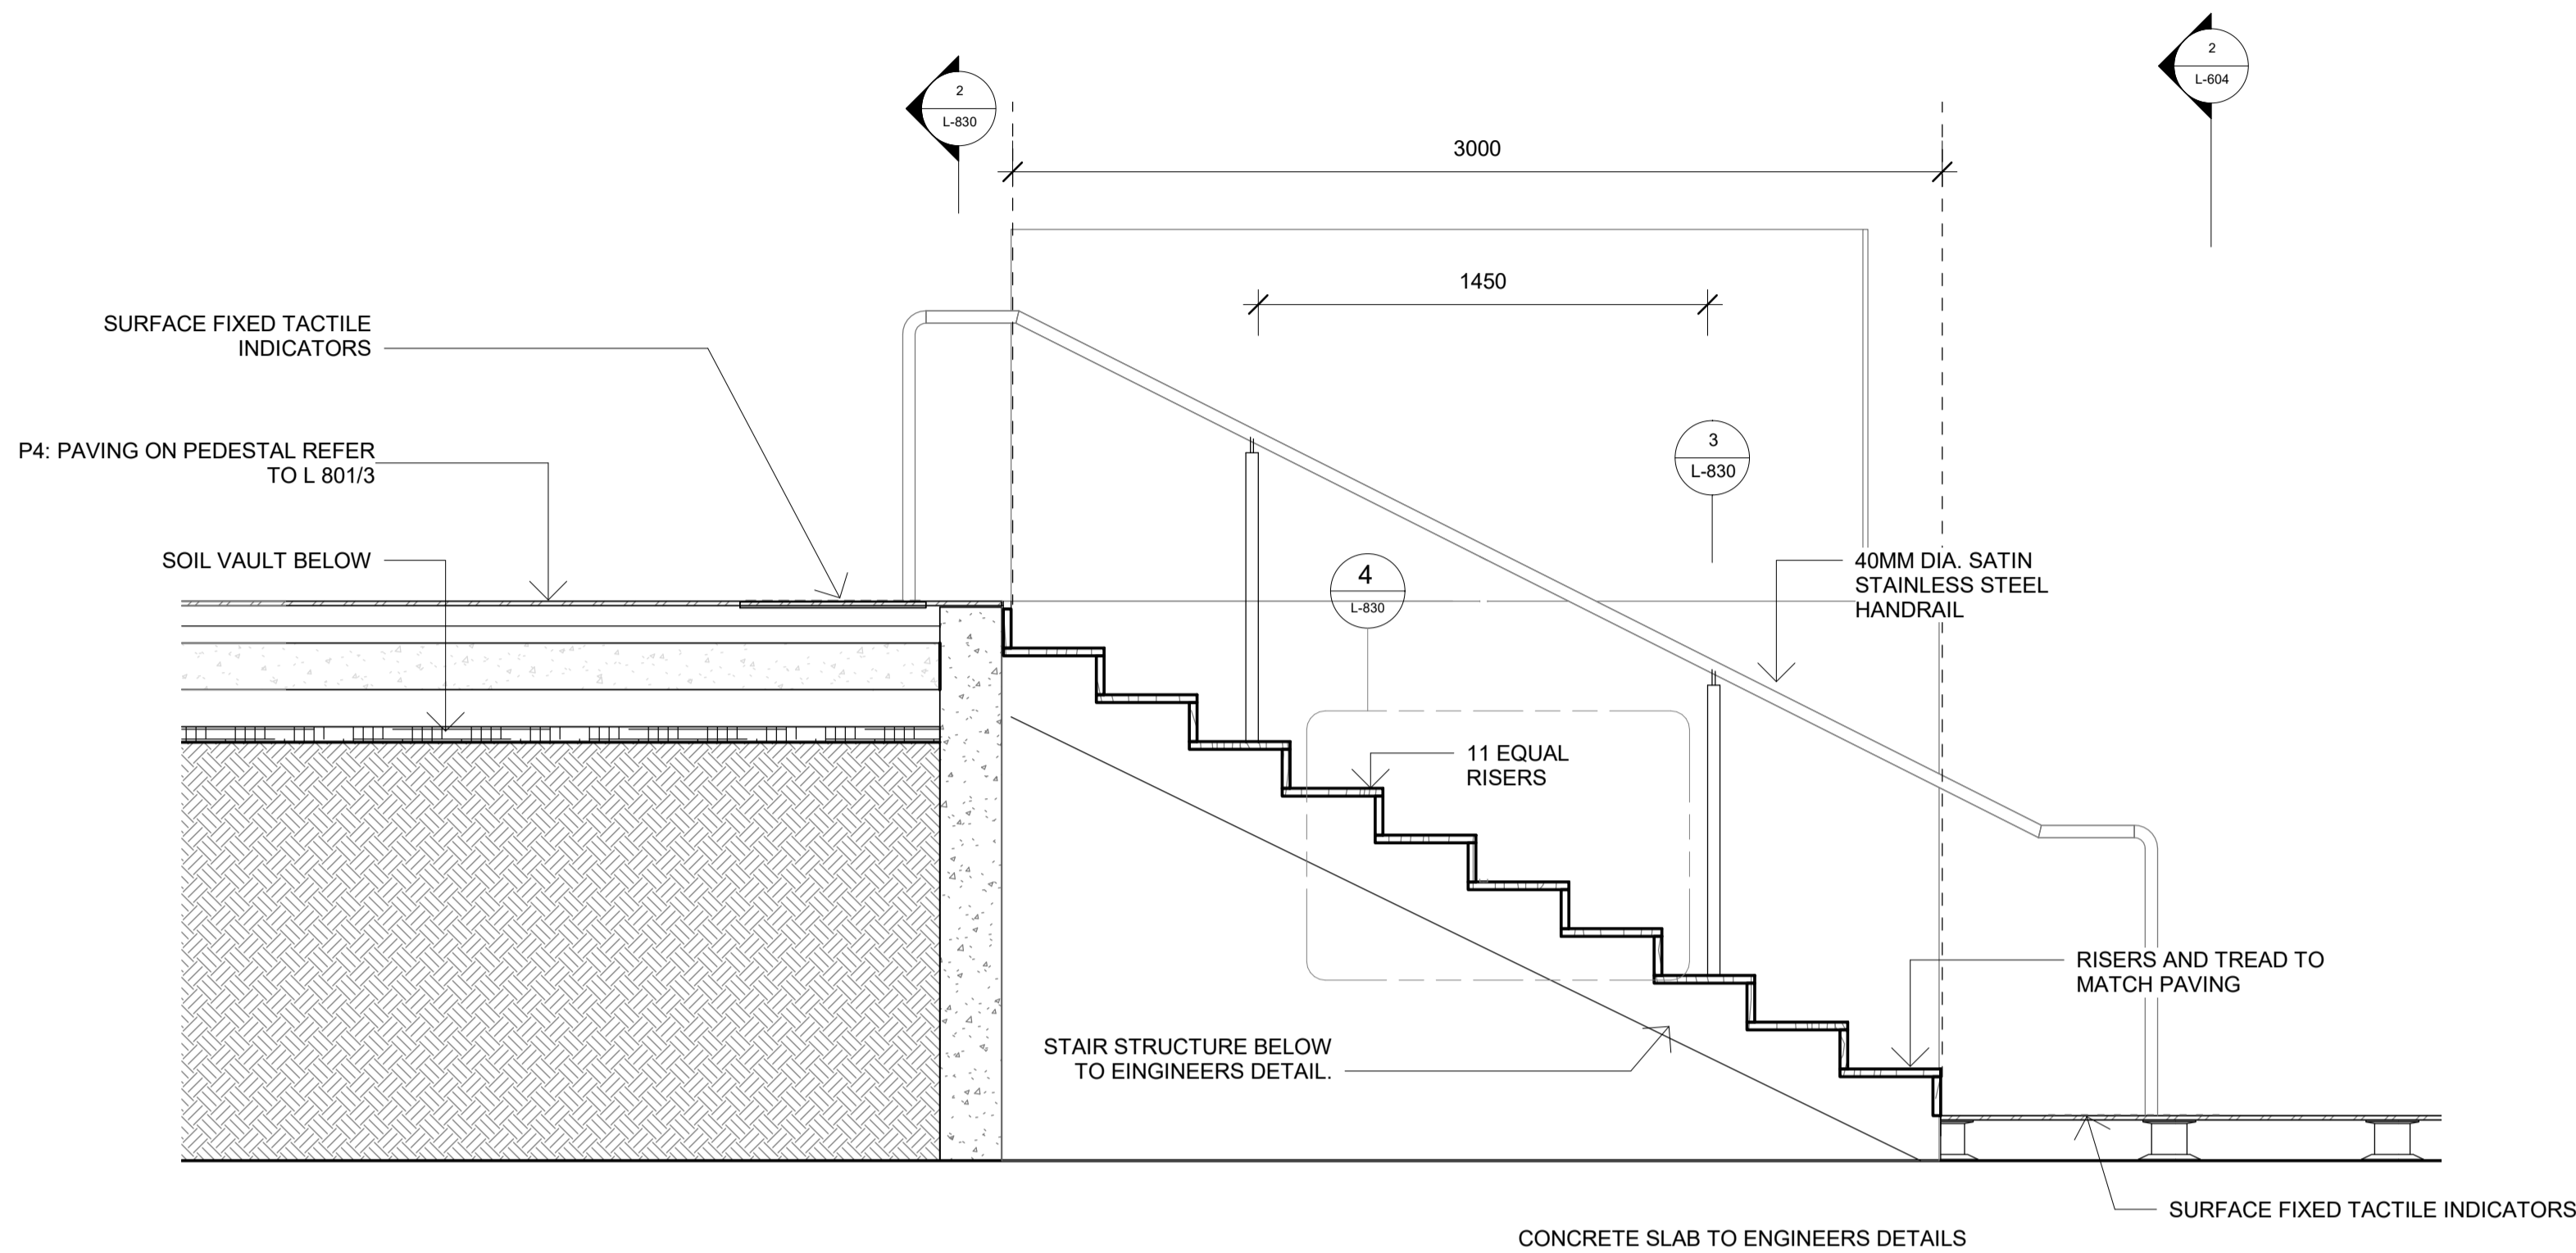 2
L-830
2
L-604
3000
1450
SURFACE FIXED TACTILE
INDICATORS
P4: PAVING ON PEDESTAL REFER
TO L 801/3
SOIL VAULT BELOW
3
L-830
4
L-830
40MM DIA. SATIN
STAINLESS STEEL
HANDRAIL
11 EQUAL
RISERS
RISERS AND TREAD TO
MATCH PAVING
STAIR STRUCTURE BELOW
TO EINGINEERS DETAIL.
SURFACE FIXED TACTILE INDICATORS
CONCRETE SLAB TO ENGINEERS DETAILS